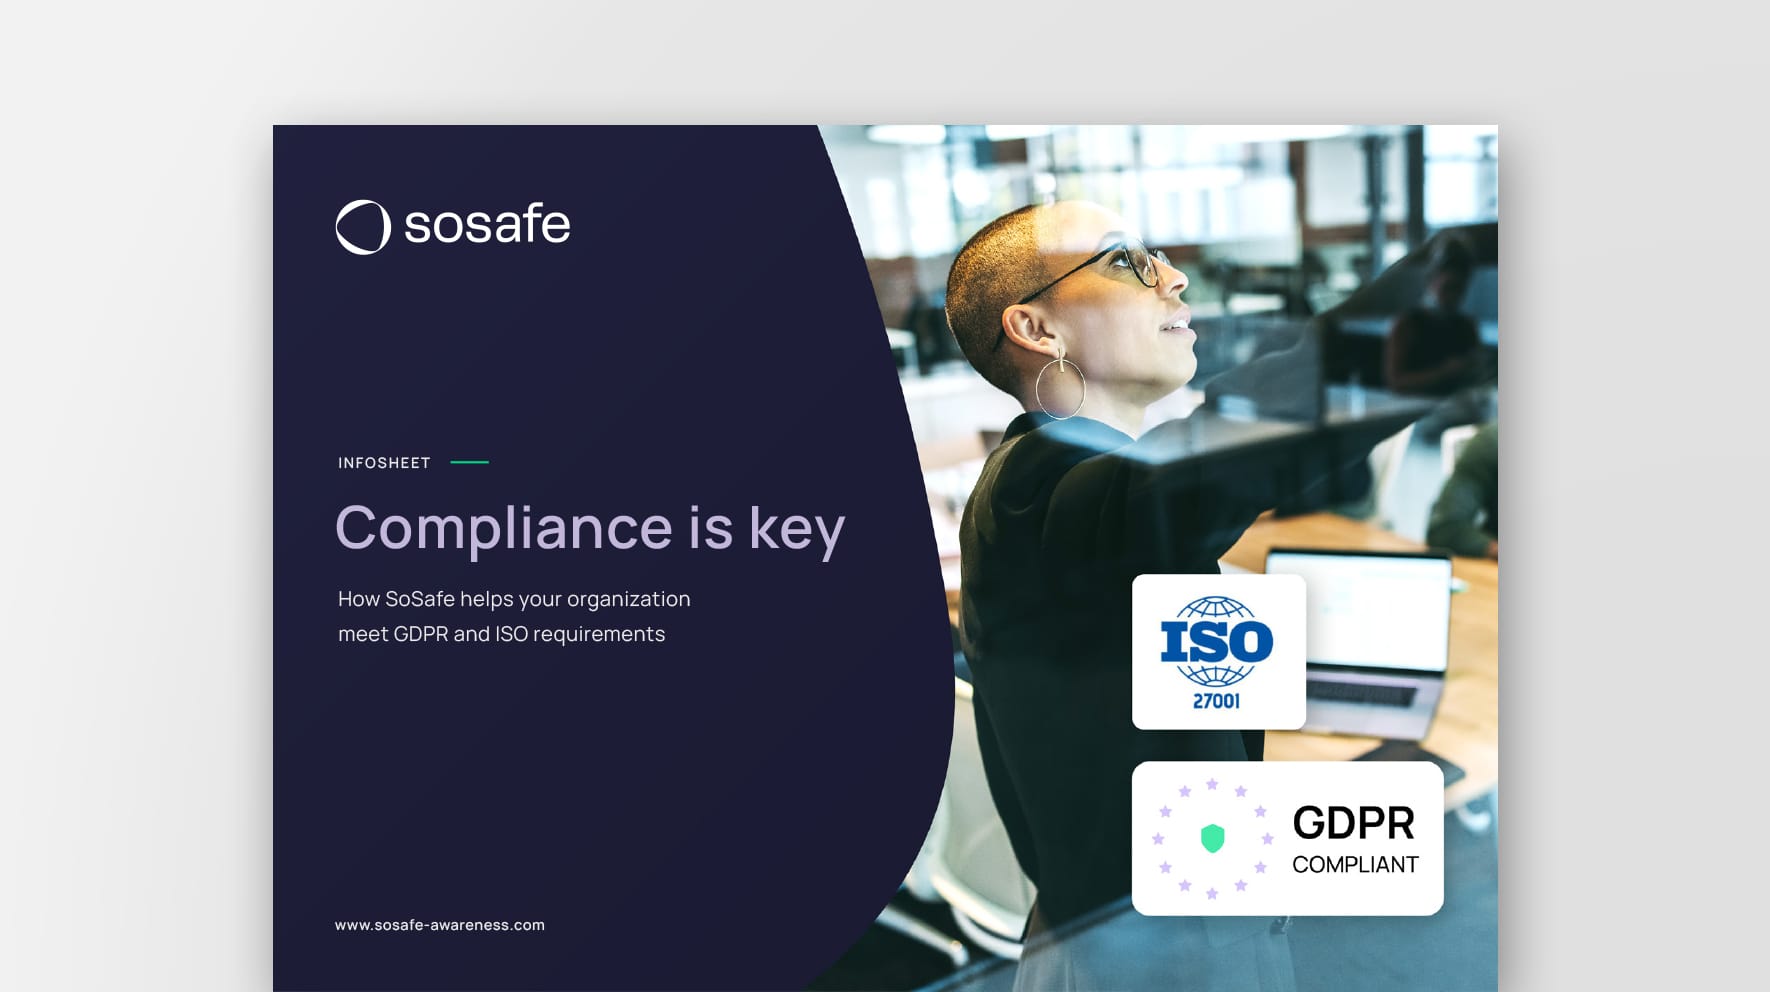 sosafe
INFOSHEET
Compliance is key
How SoSafe helps your organization
meet GDPR and ISO requirements
www.sosafe-awareness.com
ISO
27001
GDPR
COMPLIANT